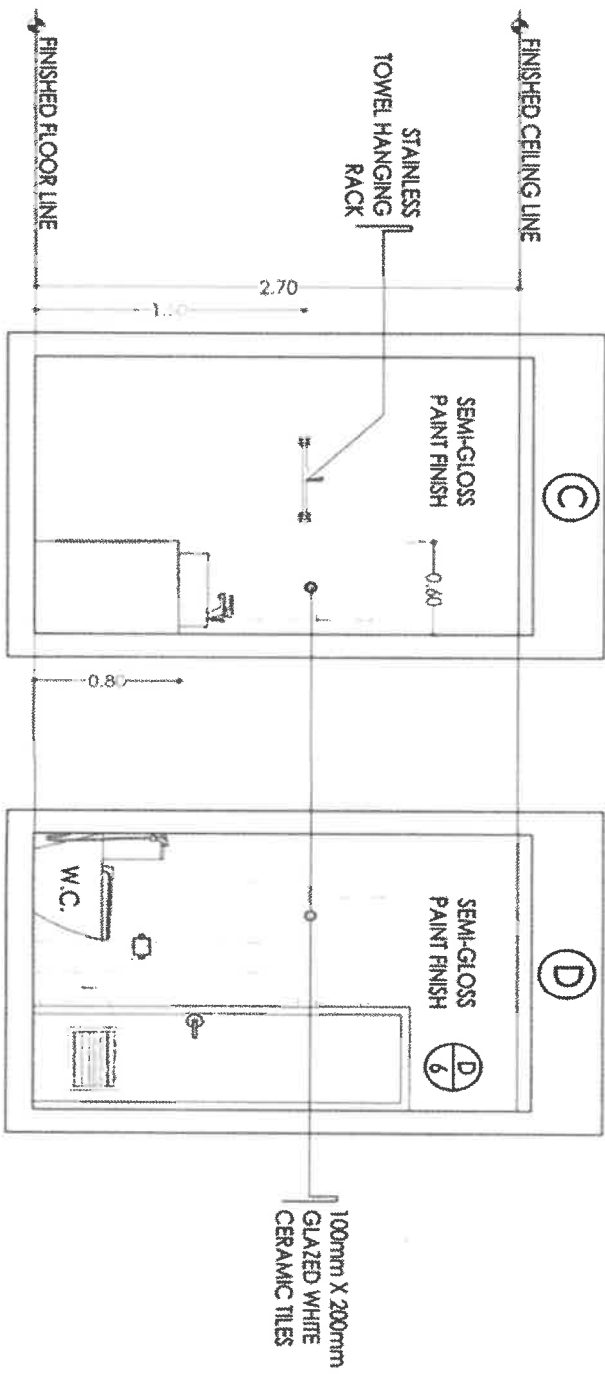 C
D
FINISHED CEILING LINE
SEMI-GLOSS
PAINT FINISH
0.60
SEMI-GLOSS
PAINT FINISH
D
6
STAINLESS
TOWEL HANGING
RACK
2.70
100mm X 200mm
GLAZED WHITE
CERAMIC TILES
0.80
W.C.
FINISHED FLOOR LINE